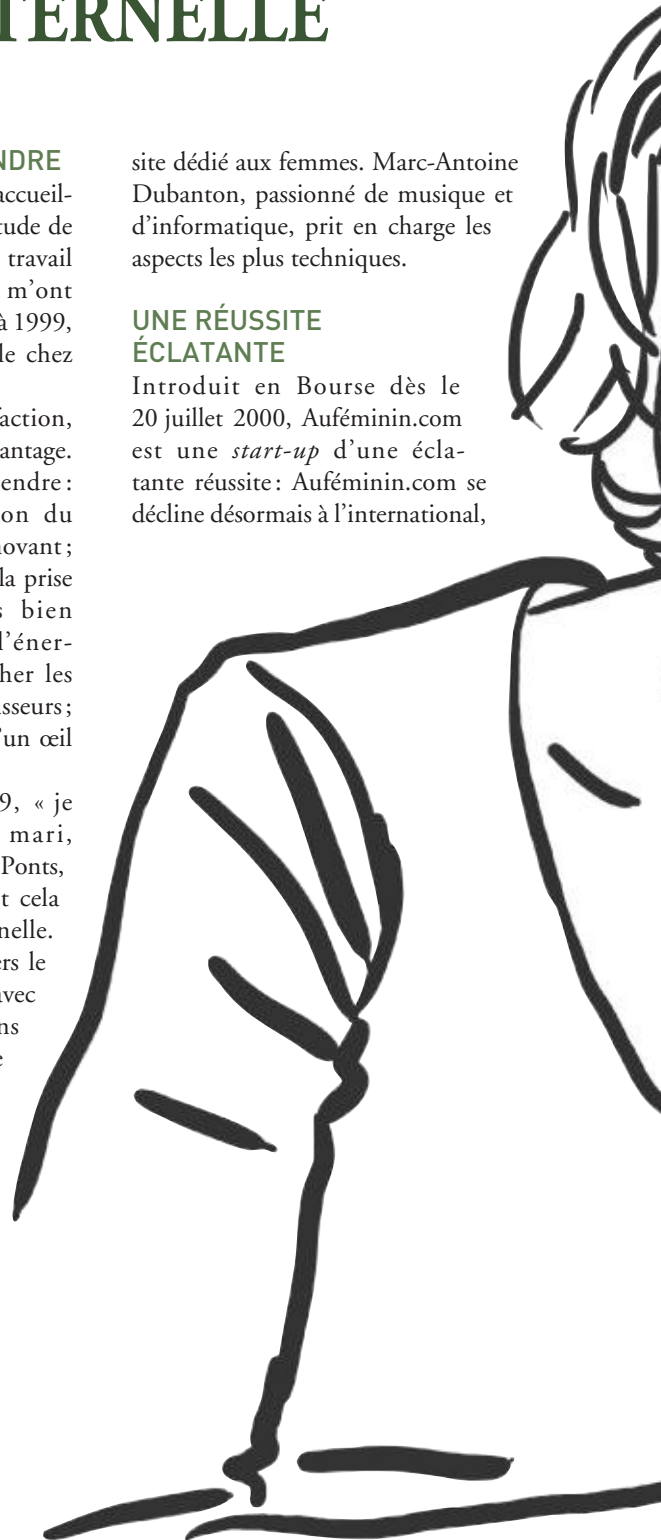 TERNELLE
NDRE
accueil-
tude de
travail
m'ont
à 1999,
le chez
faction,
antage.
endre :
on du
novant ;
la prise
s bien
l'éner-
her les
isseurs ;
'un œil
9, « je
mari,
Ponts,
t cela
nelle.
ers le
avec
ns
e
site dédié aux femmes. Marc-Antoine
Dubanton, passionné de musique et
d'informatique, prit en charge les
aspects les plus techniques.
UNE RÉUSSITE
ÉCLATANTE
Introduit en Bourse dès le
20 juillet 2000, Auféminin.com
est une start-up d'une écla-
tante réussite : Auféminin.com se
décline désormais à l'international,